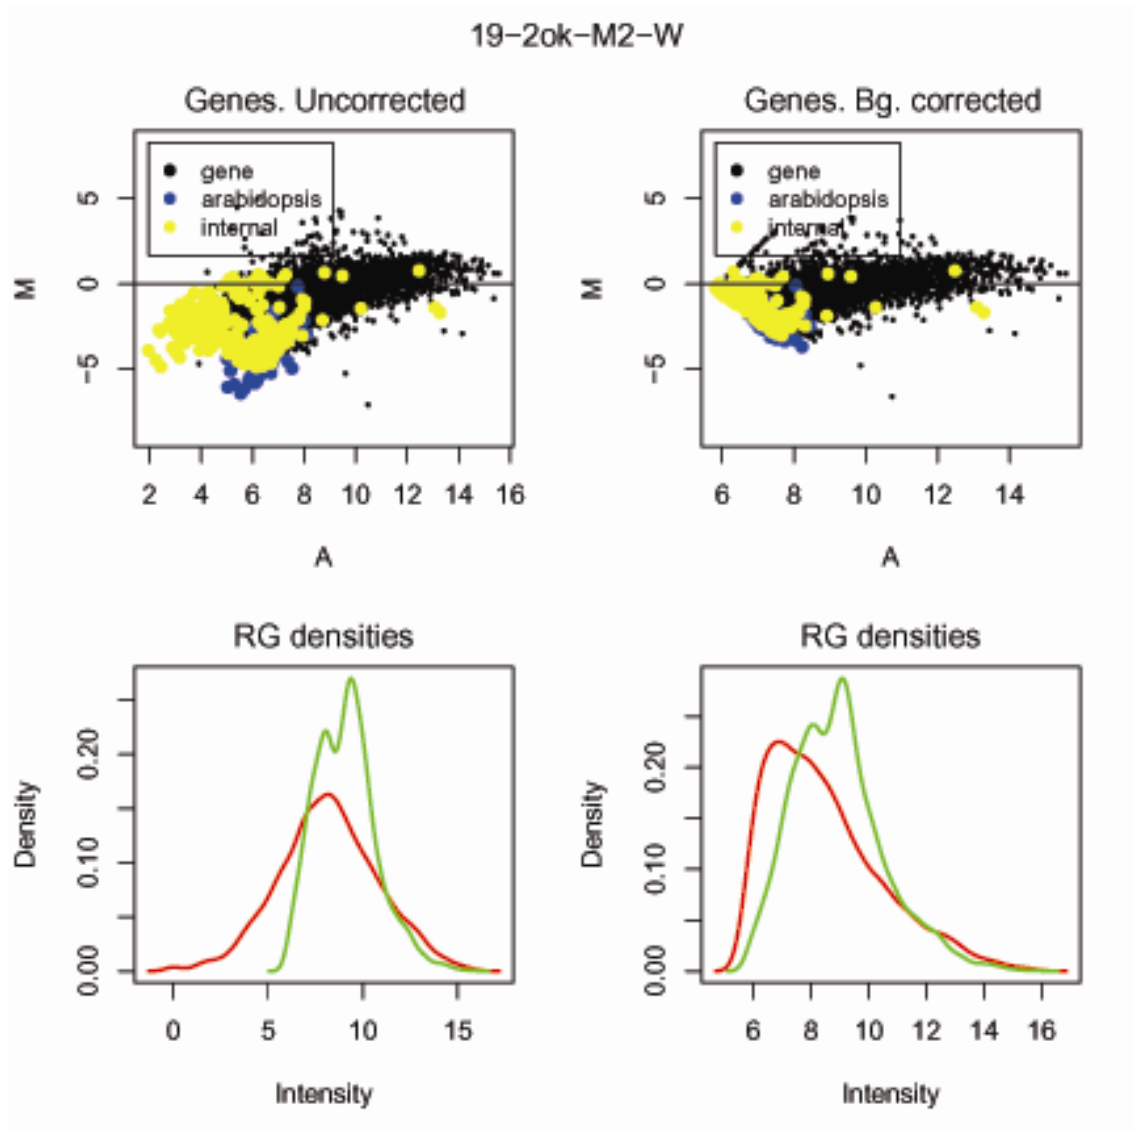 19−2ok−M2−W
Genes. Uncorrected
Genes. Bg. corrected
gene
arabidopsis
internal
gene
arabidopsis
internal
M
5
0
−5
M
5
0
−5
2 4 6 8 10 12 14 16
6 8 10 12 14
A
A
RG densities
RG densities
Density
0.20
0.10
0.00
Density
0.20
0.10
0.00
0 5 10 15
6 8 10 12 14 16
Intensity
Intensity